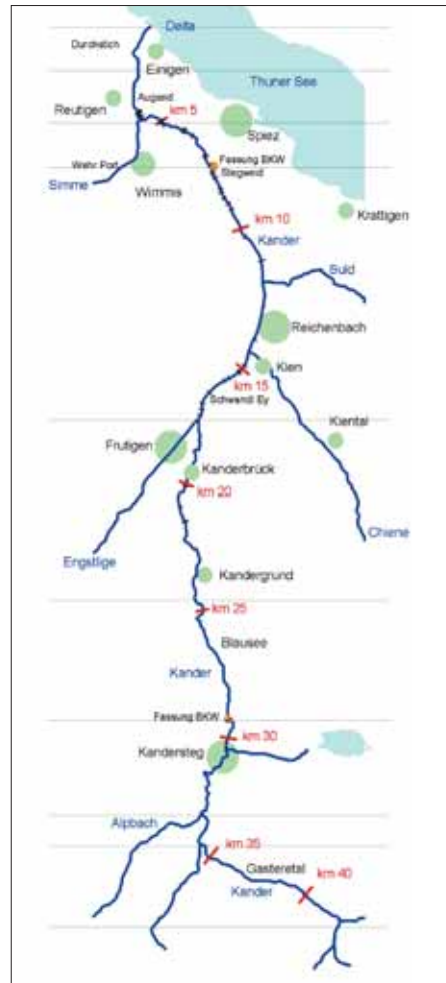 Delta
Durchstich
Einigen
Thuner See
Reutigen
Augand
km 5
Spiez
Wehr Port
Fassung BKW
Stegweid
Simme
Wimmis
Krattigen
km 10
Kander
Suld
Reichenbach
Kien
km 15
Schwandi Ey
Frutigen
Kiental
Kanderbrück
km 20
Engstlige
Chiene
Kandergrund
km 25
Blausee
Kander
Fassung BKW
km 30
Kandersteg
Alpbach
km 35
Gasteretal
Kander
km 40